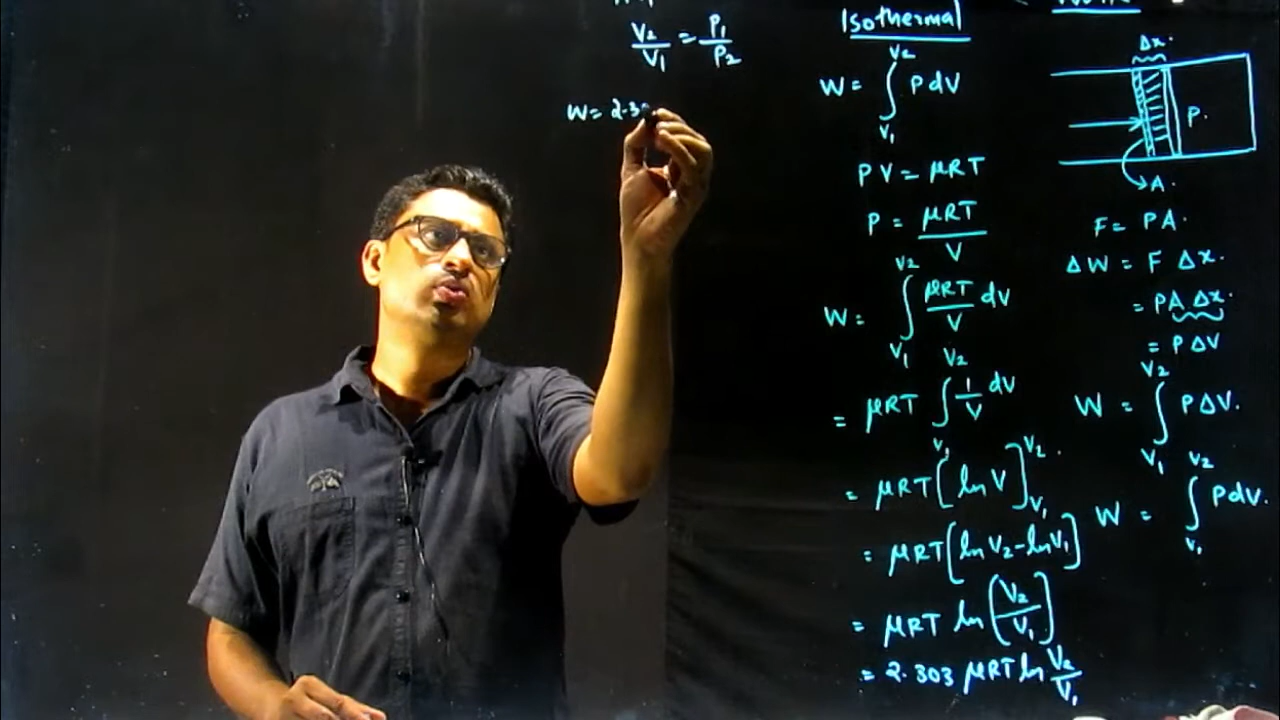 V₂/V₁ = P₁/P₂
W = 2.3
Isothermal
W = ∫_{V₁}^{V₂} P dV
PV = μRT
P = μRT/V
W = ∫_{V₁}^{V₂} μRT/V dV
= μRT ∫_{V₁}^{V₂} 1/V dV
= μRT [ln V]_{V₁}^{V₂}.
= μRT [ln V₂ - ln V₁]
= μRT ln (V₂/V₁]
= 2.303 μRT ln V₂/V₁
Δx.
P.
A.
F = PA.
ΔW = F Δx.
= PA Δx.
= P ΔV
W = ∫_{V₁}^{V₂} PΔV.
W = ∫_{V₁}^{V₂} PdV.